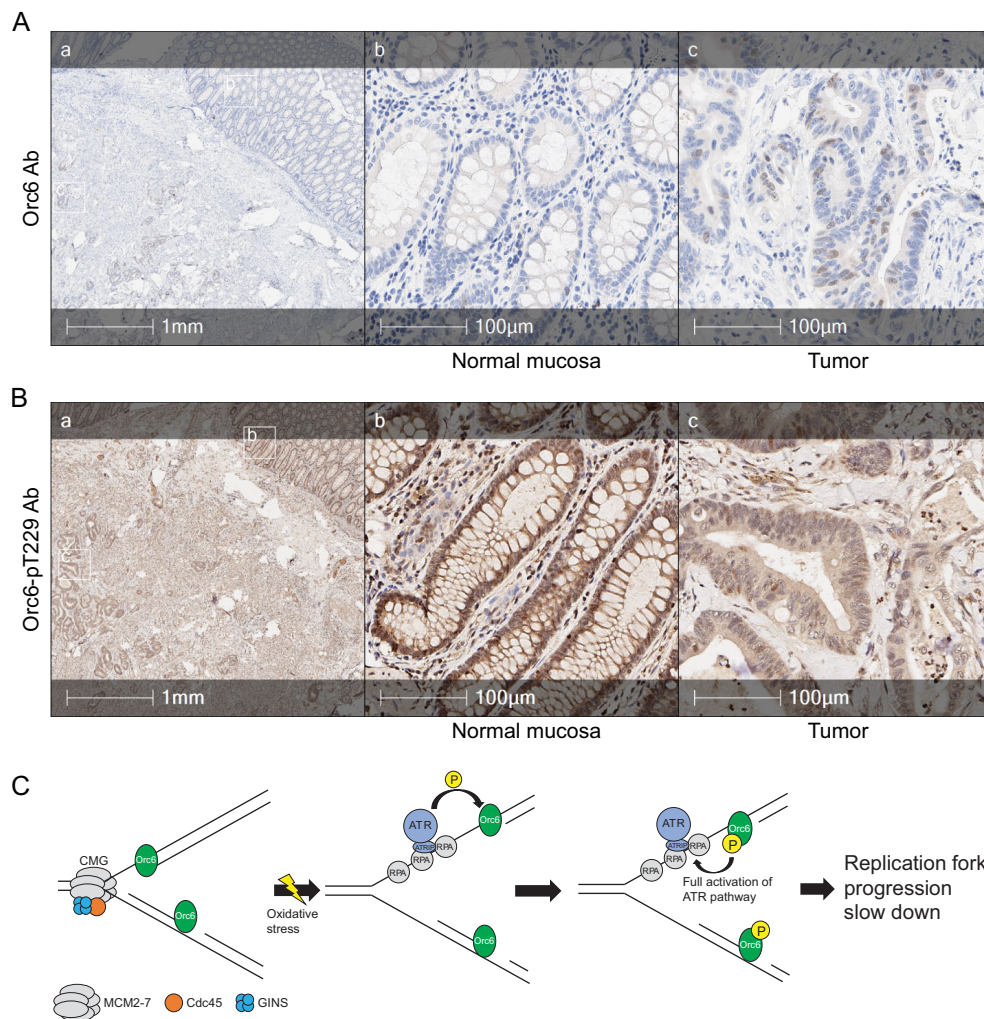 A
Orc6 Ab
a
b
c
b
c
1mm
100µm
100µm
Normal mucosa
Tumor
B
Orc6-pT229 Ab
a
b
c
b
c
1mm
100µm
100µm
Normal mucosa
Tumor
C
CMG
Orc6
Orc6
MCM2-7
Cdc45
GINS
Oxidative
stress
P
ATR
ATRIP
RPA
RPA
RPA
Orc6
Orc6
ATR
ATRIP
RPA
RPA
RPA
Orc6
P
Full activation of
ATR pathway
P
Orc6
Replication fork
progression
slow down